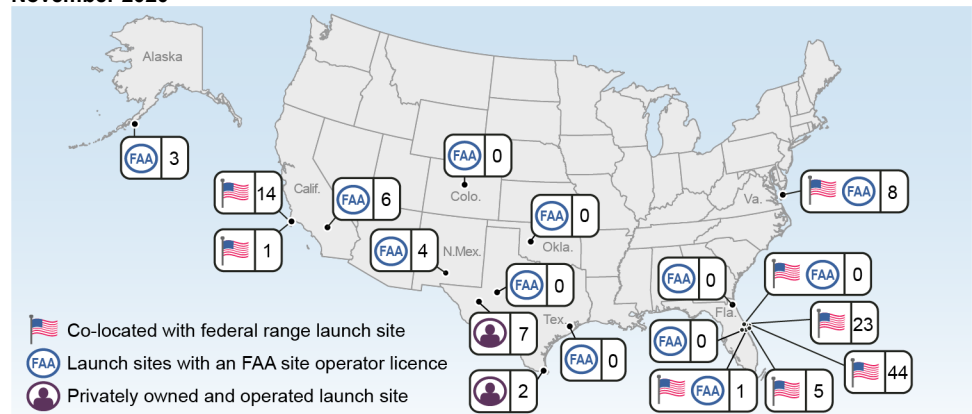 November 2020
Alaska
FAA 3
14
Calif.
1
FAA 6
FAA 0
Colo.
FAA 4
N.Mex.
FAA 0
Okla.
FAA 0
Va.
FAA 8
7
Tex.
FAA 0
2
FAA 0
Fla.
FAA 0
23
FAA 0
44
FAA 1
5
Co-located with federal range launch site
FAA Launch sites with an FAA site operator licence
Privately owned and operated launch site